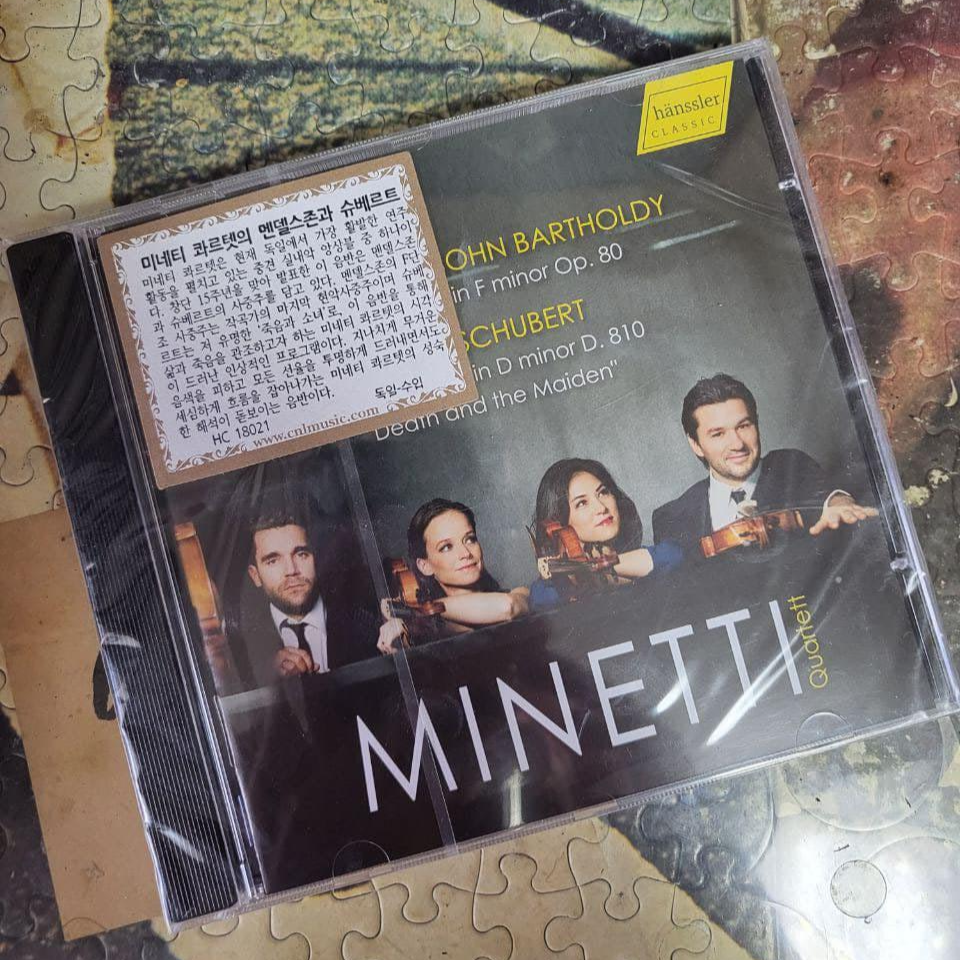 hänssler
CLASSIC
미네티 콰르텟의 멘델스존과 슈베르트
미네티 콰르텟은 현재 독일에서 가장 활발한 연주
활동을 펼치고 있는 중견 실내악 앙상블 중 하나이
다. 창단 15주년을 맞아 발표한 이 음반은 멘델스존
과 슈베르트의 사중주를 담고 있다. 멘델스존의 F단
조 사중주는 작곡가의 마지막 현악사중주이며, 슈베
르트는 저 유명한 '죽음과 소녀'로, 이 음반을 통해
삶과 죽음을 관조하고자 하는 미네티 콰르텟의 시각
이 드러난 인상적인 프로그램이다. 지나치게 무거운
음색을 피하고 모든 선율을 투명하게 드러내면서도
세심하게 흐름을 잡아나가는 미네티 콰르텟의 성숙
한 해석이 돋보이는 음반이다. 독알·수입
HC 18021
www.cnlmusic.com
OHN BARTHOLDY
in F minor Op. 80
SCHUBERT
in D minor D. 810
Death and the Maiden"
MINETTI
Quartett